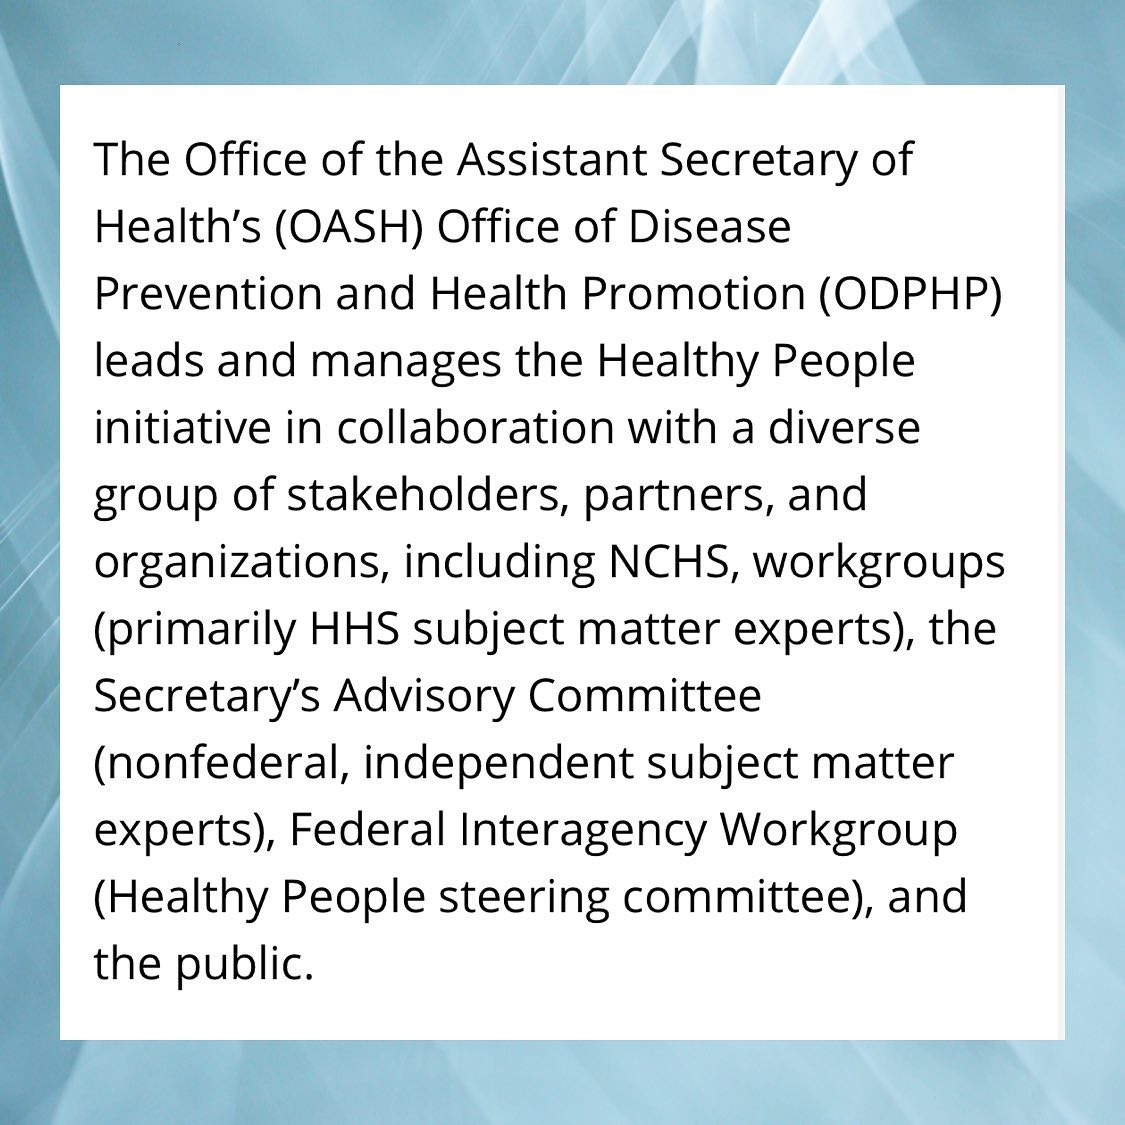 The Office of the Assistant Secretary of
Health’s (OASH) Office of Disease
Prevention and Health Promotion (ODPHP)
leads and manages the Healthy People
initiative in collaboration with a diverse
group of stakeholders, partners, and
organizations, including NCHS, workgroups
(primarily HHS subject matter experts), the
Secretary’s Advisory Committee
(nonfederal, independent subject matter
experts), Federal Interagency Workgroup
(Healthy People steering committee), and
the public.